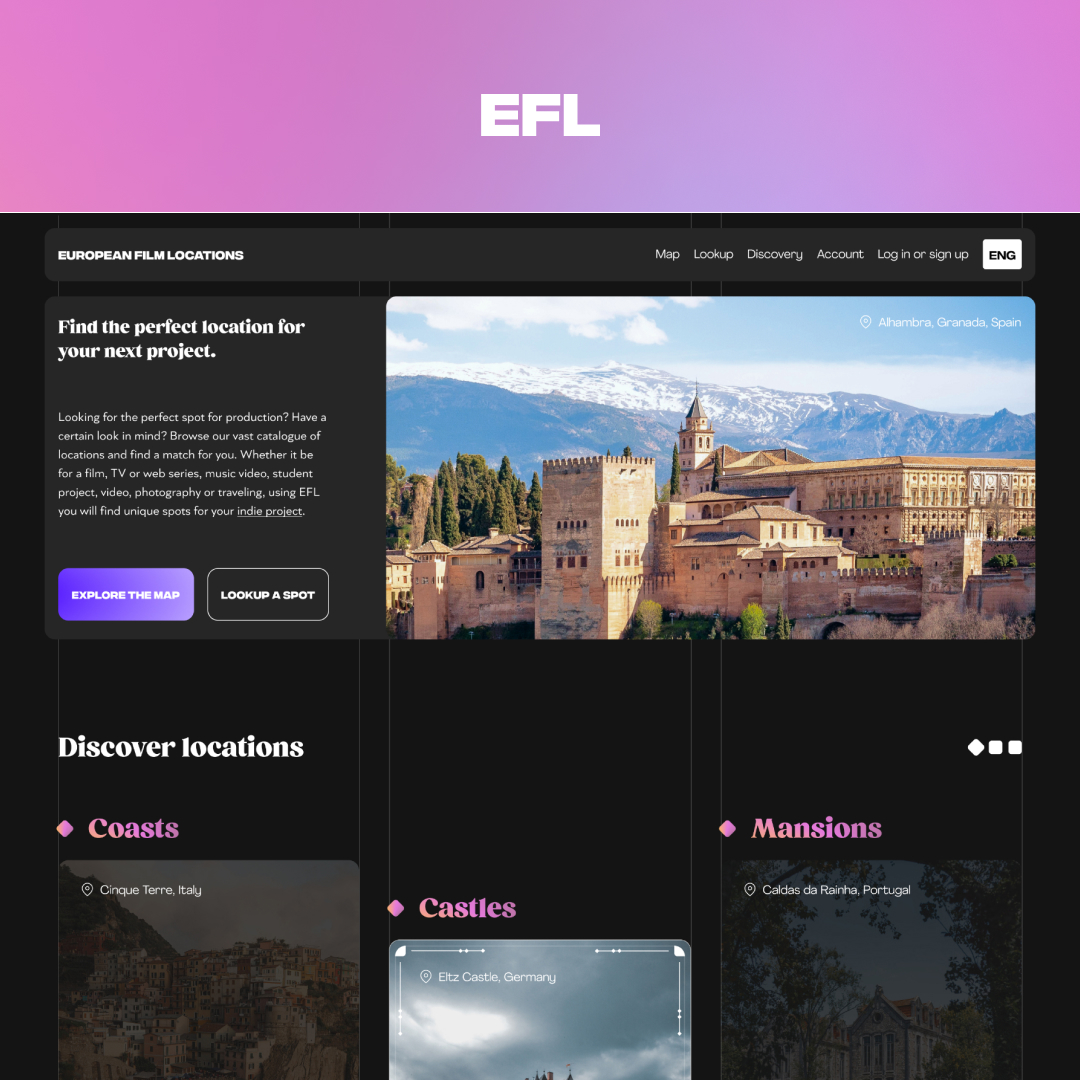 EFL
EUROPEAN FILM LOCATIONS
Map Lookup Discovery Account Log in or sign up ENG
Find the perfect location for
your next project.
Looking for the perfect spot for production? Have a
certain look in mind? Browse our vast catalogue of
locations and find a match for you. Whether it be
for a film, TV or web series, music video, student
project, video, photography or traveling, using EFL
you will find unique spots for your indie project.
EXPLORE THE MAP
LOOKUP A SPOT
Alhambra, Granada, Spain
Discover locations
Coasts
Cinque Terre, Italy
Castles
Eltz Castle, Germany
Mansions
Caldas da Rainha, Portugal